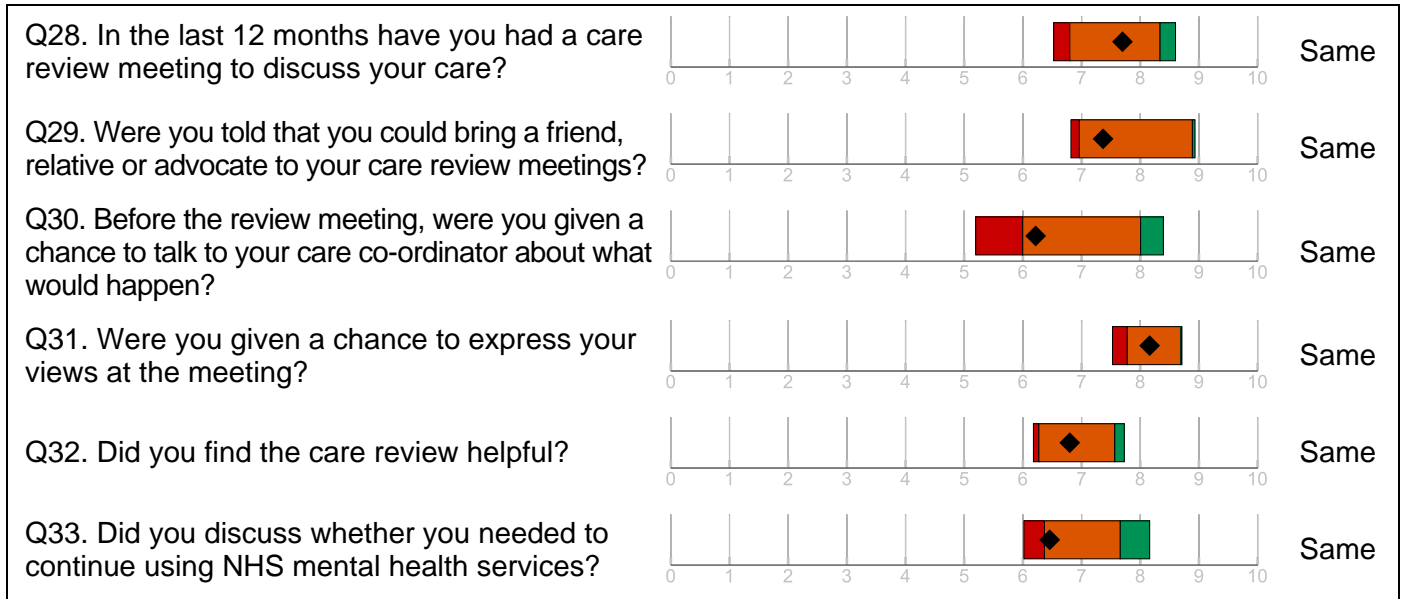 Q28. In the last 12 months have you had a care
review meeting to discuss your care?
0 1 2 3 4 5 6 7 8 9 10
Same
Q29. Were you told that you could bring a friend,
relative or advocate to your care review meetings?
0 1 2 3 4 5 6 7 8 9 10
Same
Q30. Before the review meeting, were you given a
chance to talk to your care co-ordinator about what
would happen?
0 1 2 3 4 5 6 7 8 9 10
Same
Q31. Were you given a chance to express your
views at the meeting?
0 1 2 3 4 5 6 7 8 9 10
Same
Q32. Did you find the care review helpful?
0 1 2 3 4 5 6 7 8 9 10
Same
Q33. Did you discuss whether you needed to
continue using NHS mental health services?
0 1 2 3 4 5 6 7 8 9 10
Same